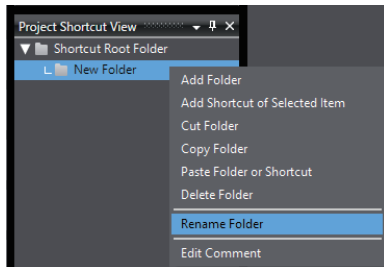 Project Shortcut View
Shortcut Root Folder
New Folder
Add Folder
Add Shortcut of Selected Item
Cut Folder
Copy Folder
Paste Folder or Shortcut
Delete Folder
Rename Folder
Edit Comment